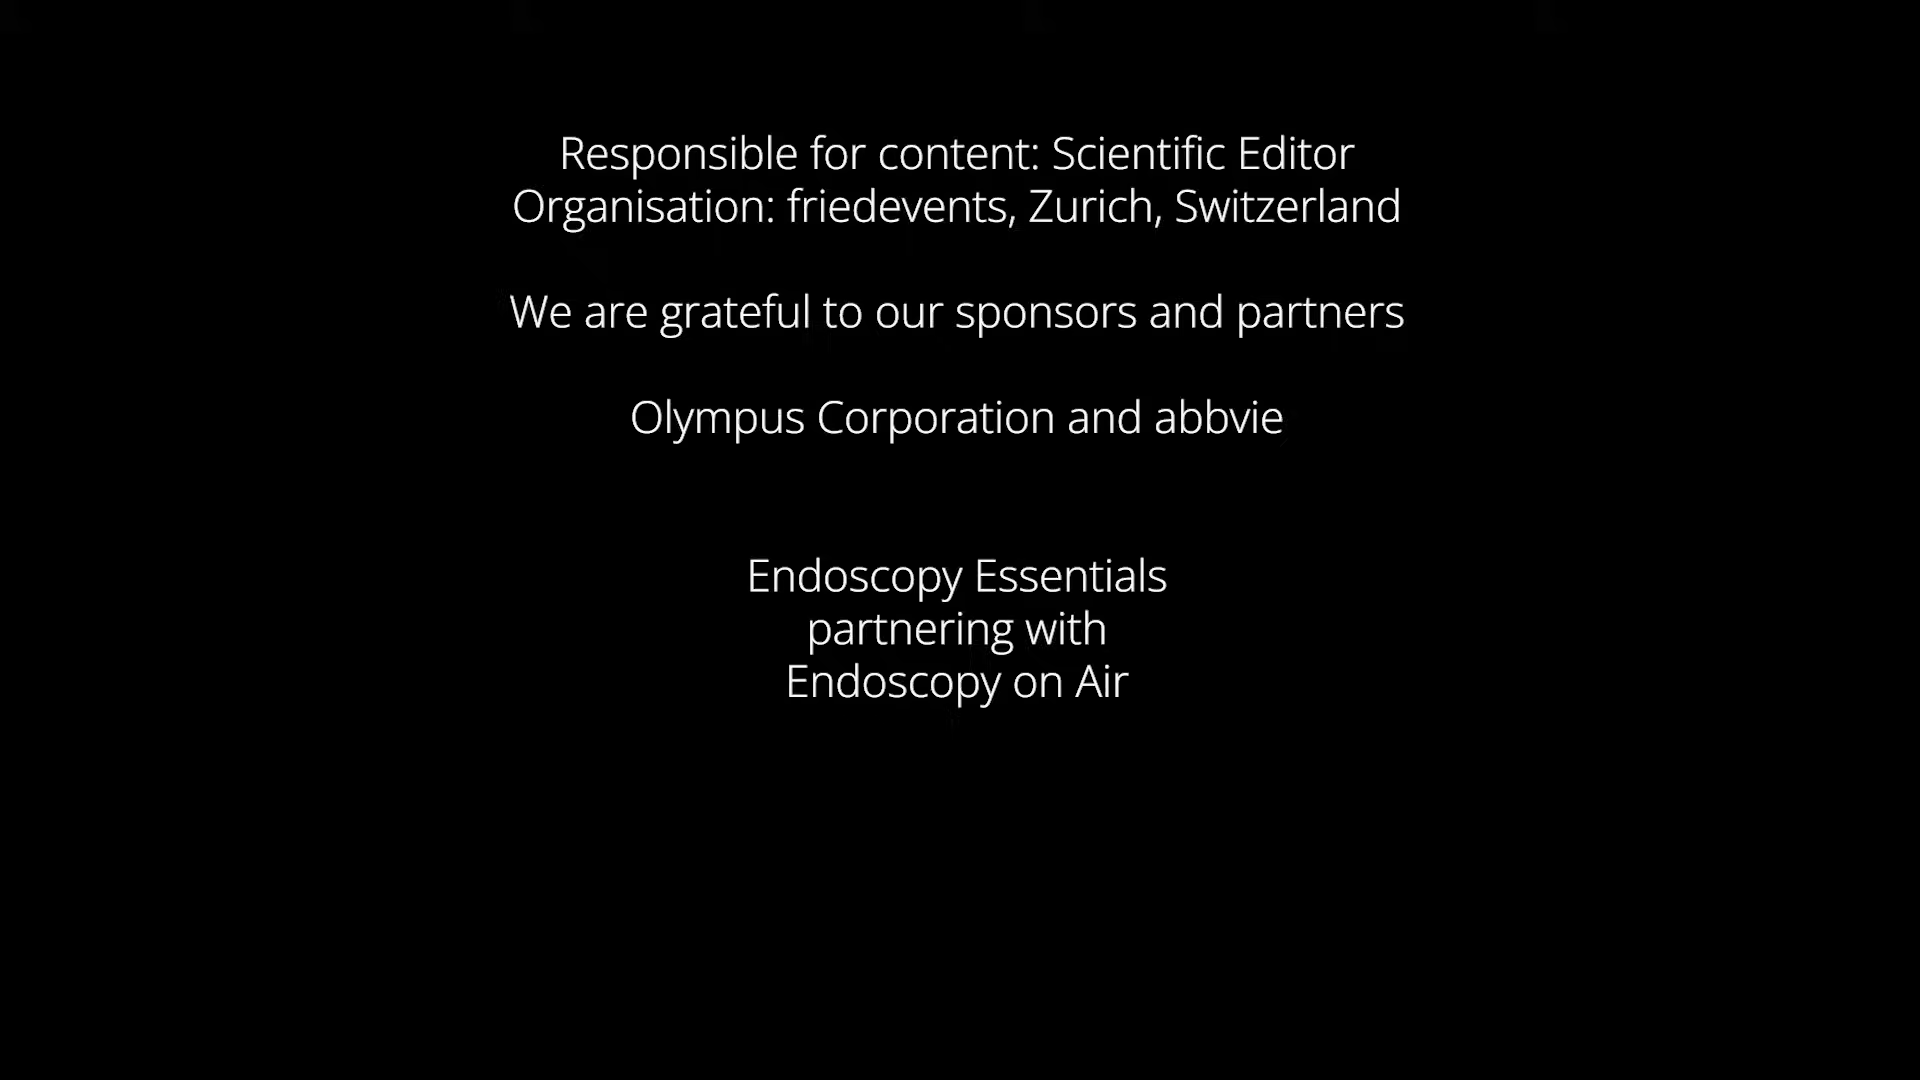 Responsible for content: Scientific Editor
Organisation: friedevents, Zurich, Switzerland
We are grateful to our sponsors and partners
Olympus Corporation and abbvie
Endoscopy Essentials
partnering with
Endoscopy on Air